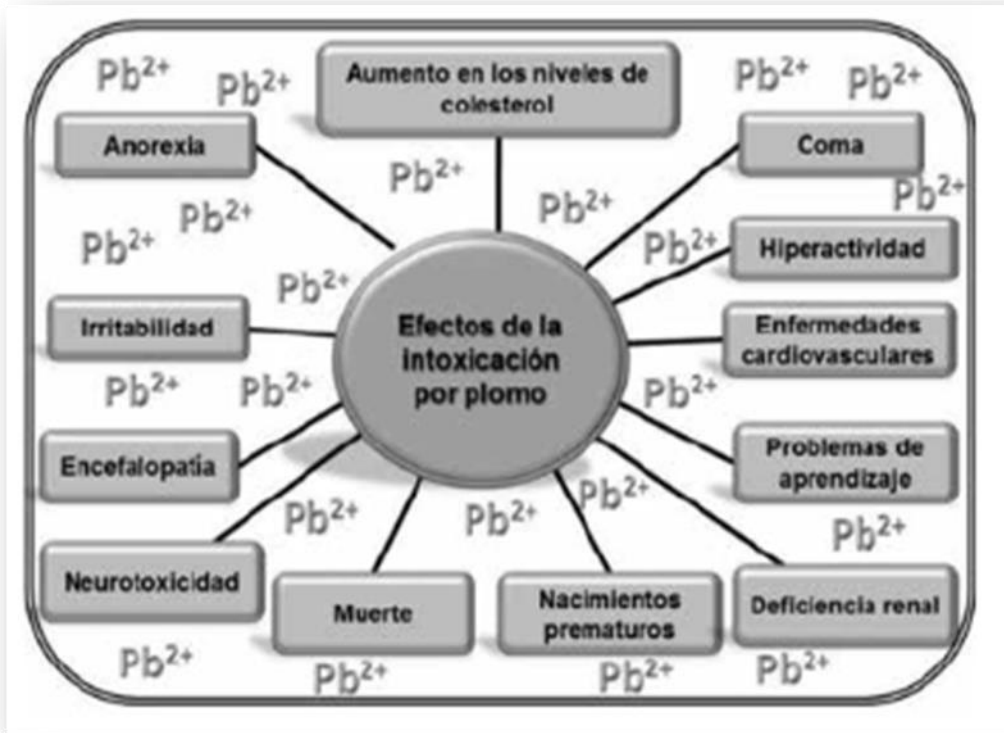 Pb²⁺
Pb²⁺
Aumento en los niveles de
colesterol
Pb²⁺
Pb²⁺
Anorexia
Coma
Pb²⁺
Pb²⁺
Pb²⁺
Pb²⁺
Pb²⁺
Pb²⁺
Hiperactividad
Pb²⁺
Irritabilidad
Efectos de la
intoxicación
por plomo
Enfermedades
cardiovasculares
Pb²⁺
Pb²⁺
Pb²⁺
Encefalopatía
Problemas de
aprendizaje
Pb²⁺
Pb²⁺
Pb²⁺
Pb²⁺
Neurotoxicidad
Muerte
Nacimientos
prematuros
Deficiencia renal
Pb²⁺
Pb²⁺
Pb²⁺
Pb²⁺